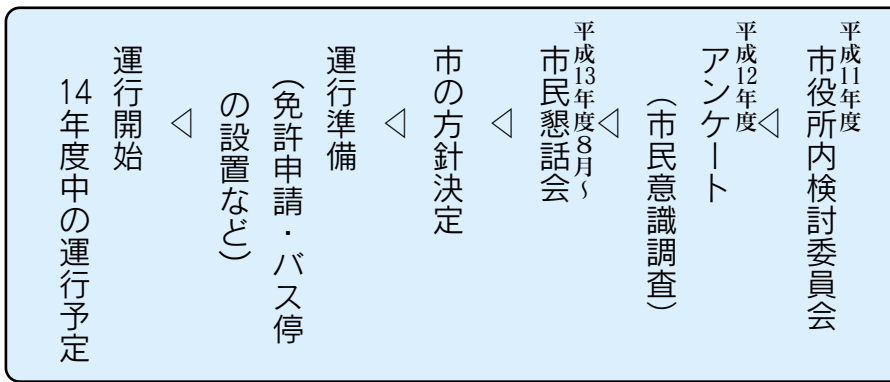 平成11年度
市役所内検討委員会
◁
平成12年度
アンケート
（市民意識調査）
◁
平成13年度8月～
市民懇話会
◁
市の方針決定
◁
運行準備
（免許申請・バス停
の設置など）
◁
運行開始
14年度中の運行予定